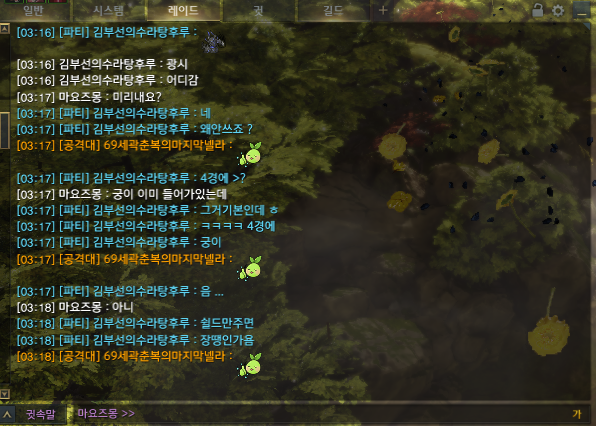 일반 시스템 레이드 귓 길드 +
[03:16] [파티] 김부선의수라탕후루 :
[03:16] 김부선의수라탕후루 : 광시
[03:16] 김부선의수라탕후루 : 어디감
[03:17] 마요즈몽 : 미리내요?
[03:17] [파티] 김부선의수라탕후루 : 네
[03:17] [파티] 김부선의수라탕후루 : 왜안쓰죠 ?
[03:17] [공격대] 69세곽춘복의마지막넬라 :
[03:17] [파티] 김부선의수라탕후루 : 4경에 >?
[03:17] 마요즈몽 : 궁이 이미 들어가있는데
[03:17] [파티] 김부선의수라탕후루 : 그거기본인데 ㅎ
[03:17] [파티] 김부선의수라탕후루 : ㅋㅋㅋㅋ 4경에
[03:17] [파티] 김부선의수라탕후루 : 궁이
[03:17] [공격대] 69세곽춘복의마지막넬라 :
[03:17] [파티] 김부선의수라탕후루 : 음 ...
[03:18] 마요즈몽 : 아니
[03:18] [파티] 김부선의수라탕후루 : 쉴드만주면
[03:18] [파티] 김부선의수라탕후루 : 장땡인가욤
[03:18] [공격대] 69세곽춘복의마지막넬라 :
귓속말 마요즈몽 >> 가